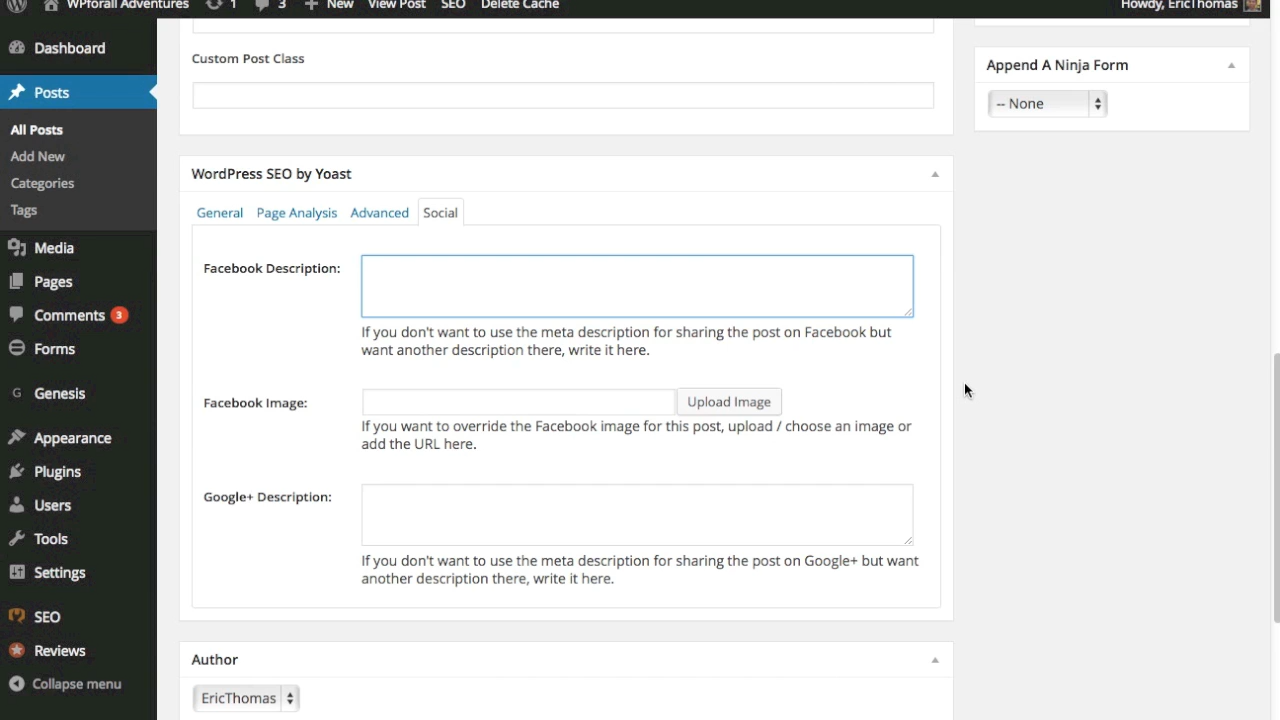 WPforall Adventures 1 3 New View Post SEO Delete Cache Howdy, EricThomas
Dashboard
Posts
All Posts
Add New
Categories
Tags
Media
Pages
Comments 3
Forms
G Genesis
Appearance
Plugins
Users
Tools
Settings
SEO
Reviews
Collapse menu
Custom Post Class
WordPress SEO by Yoast
General Page Analysis Advanced Social
Facebook Description:
If you don't want to use the meta description for sharing the post on Facebook but
want another description there, write it here.
Facebook Image: Upload Image
If you want to override the Facebook image for this post, upload / choose an image or
add the URL here.
Google+ Description:
If you don't want to use the meta description for sharing the post on Google+ but want
another description there, write it here.
Author
EricThomas
Append A Ninja Form
-- None